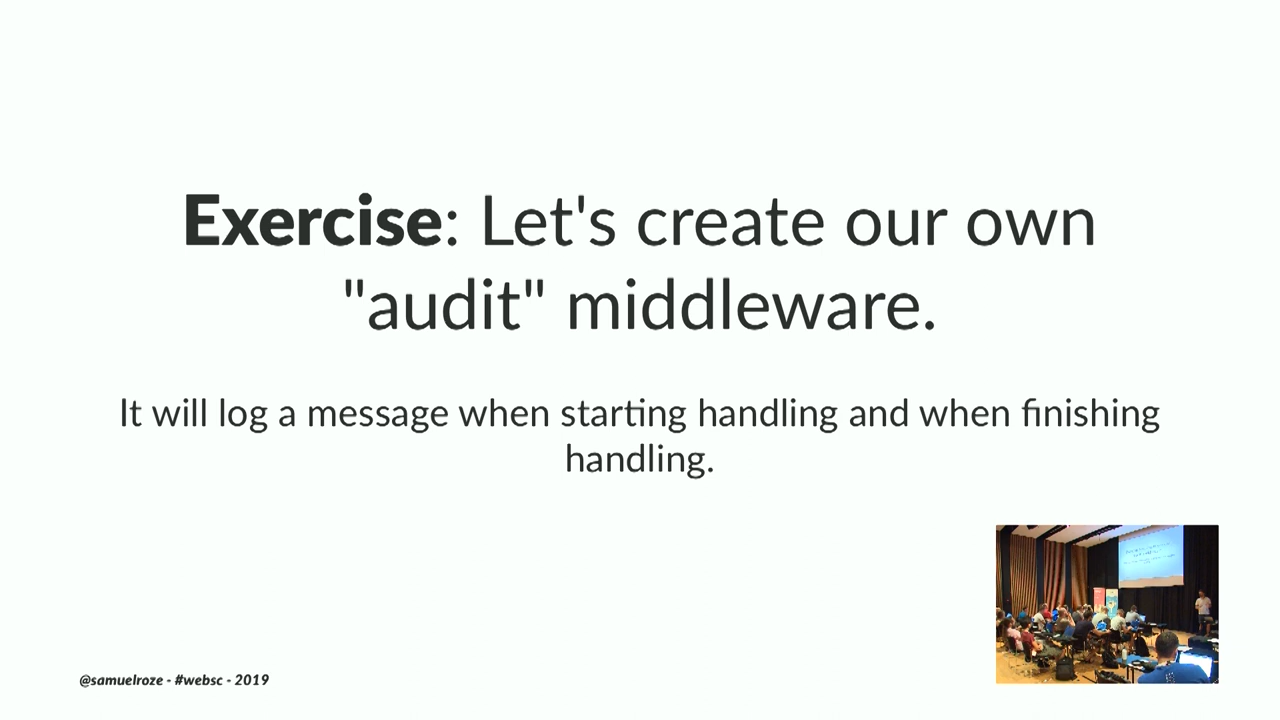 Exercise: Let's create our own
"audit" middleware.
It will log a message when starting handling and when finishing
handling.
@samuelroze - #websc - 2019